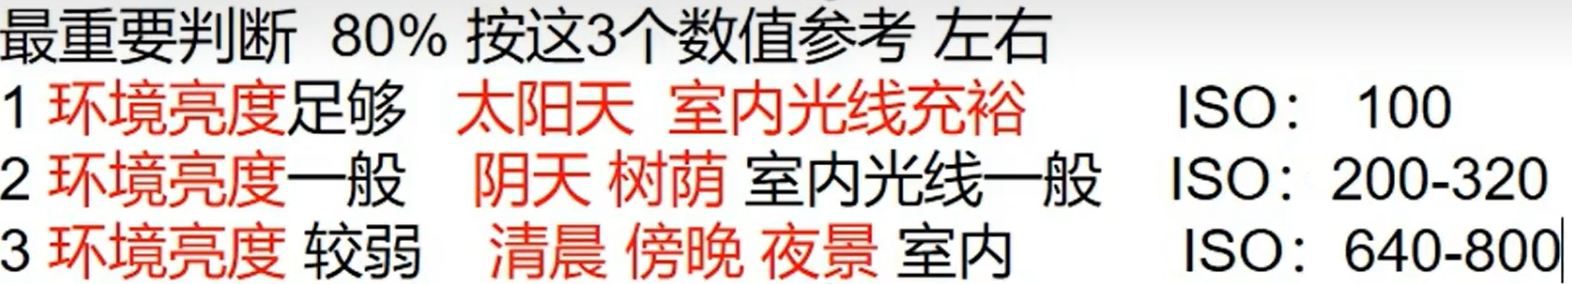 最重要判断 80% 按这3个数值参考 左右
1 环境亮度足够 太阳天 室内光线充裕 ISO： 100
2 环境亮度一般 阴天 树荫 室内光线一般 ISO：200-320
3 环境亮度 较弱 清晨 傍晚 夜景 室内 ISO：640-800